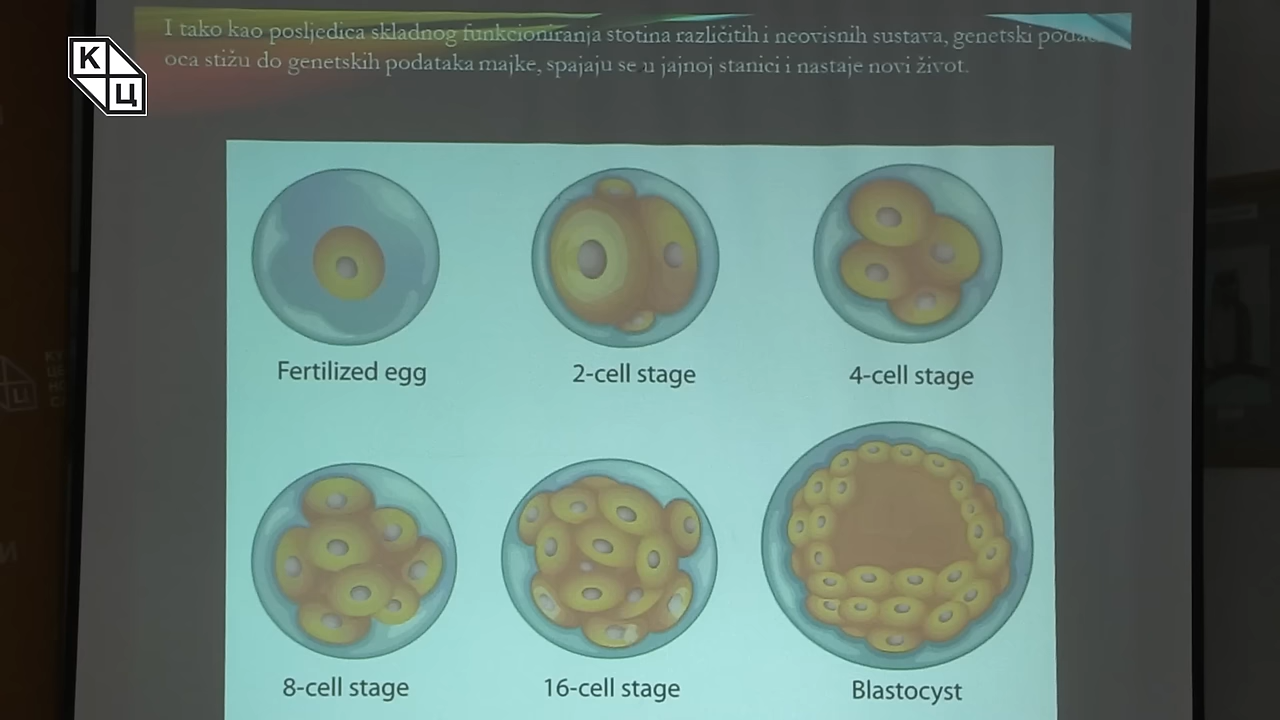 I tako kao posljedica skladnog funkcioniranja stotina različitih i neovisnih sustava, genetski
oca stižu do genetskih podataka majke, spajaju se u jajnoj stanici i nastaje novi život.
К
Ц
Fertilized egg
2-cell stage
4-cell stage
8-cell stage
16-cell stage
Blastocyst